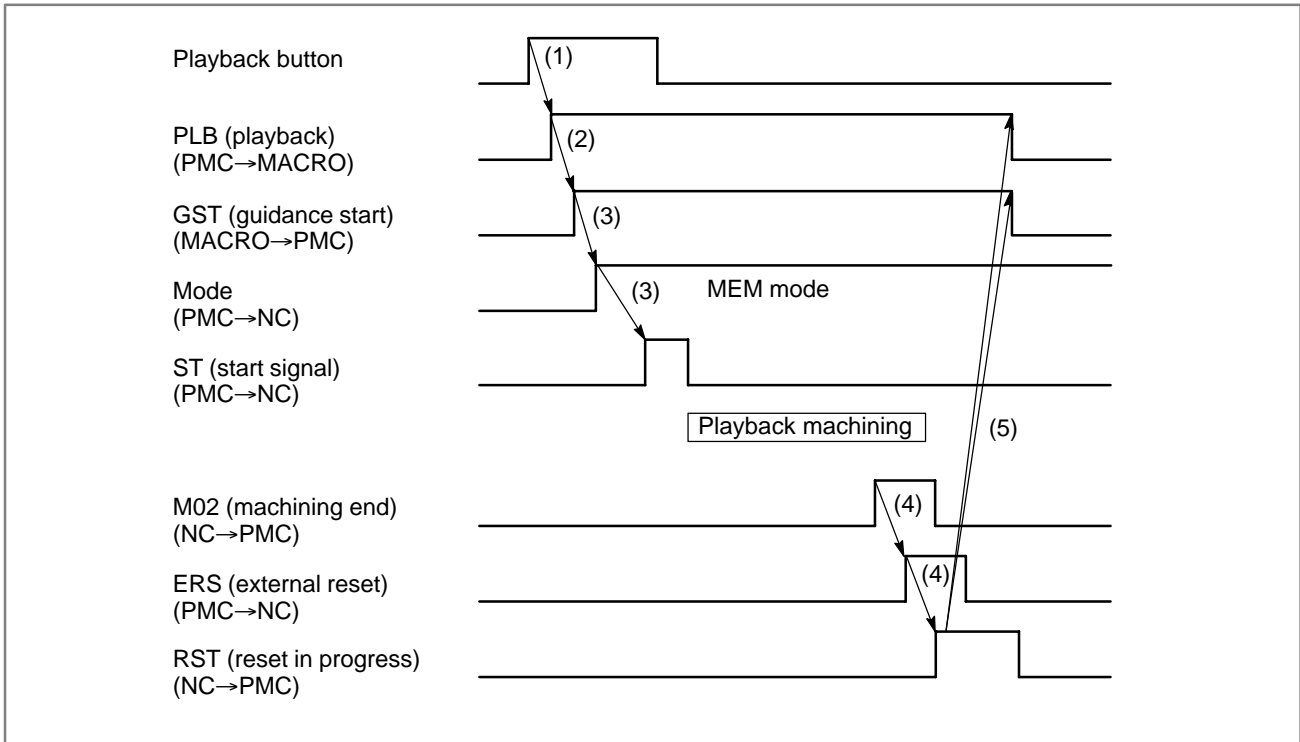 Playback button
(1)
PLB (playback)
(PMC→MACRO)
(2)
GST (guidance start)
(MACRO→PMC)
(3)
Mode
(PMC→NC)
(3)
MEM mode
ST (start signal)
(PMC→NC)
Playback machining
(5)
M02 (machining end)
(NC→PMC)
(4)
ERS (external reset)
(PMC→NC)
(4)
RST (reset in progress)
(NC→PMC)